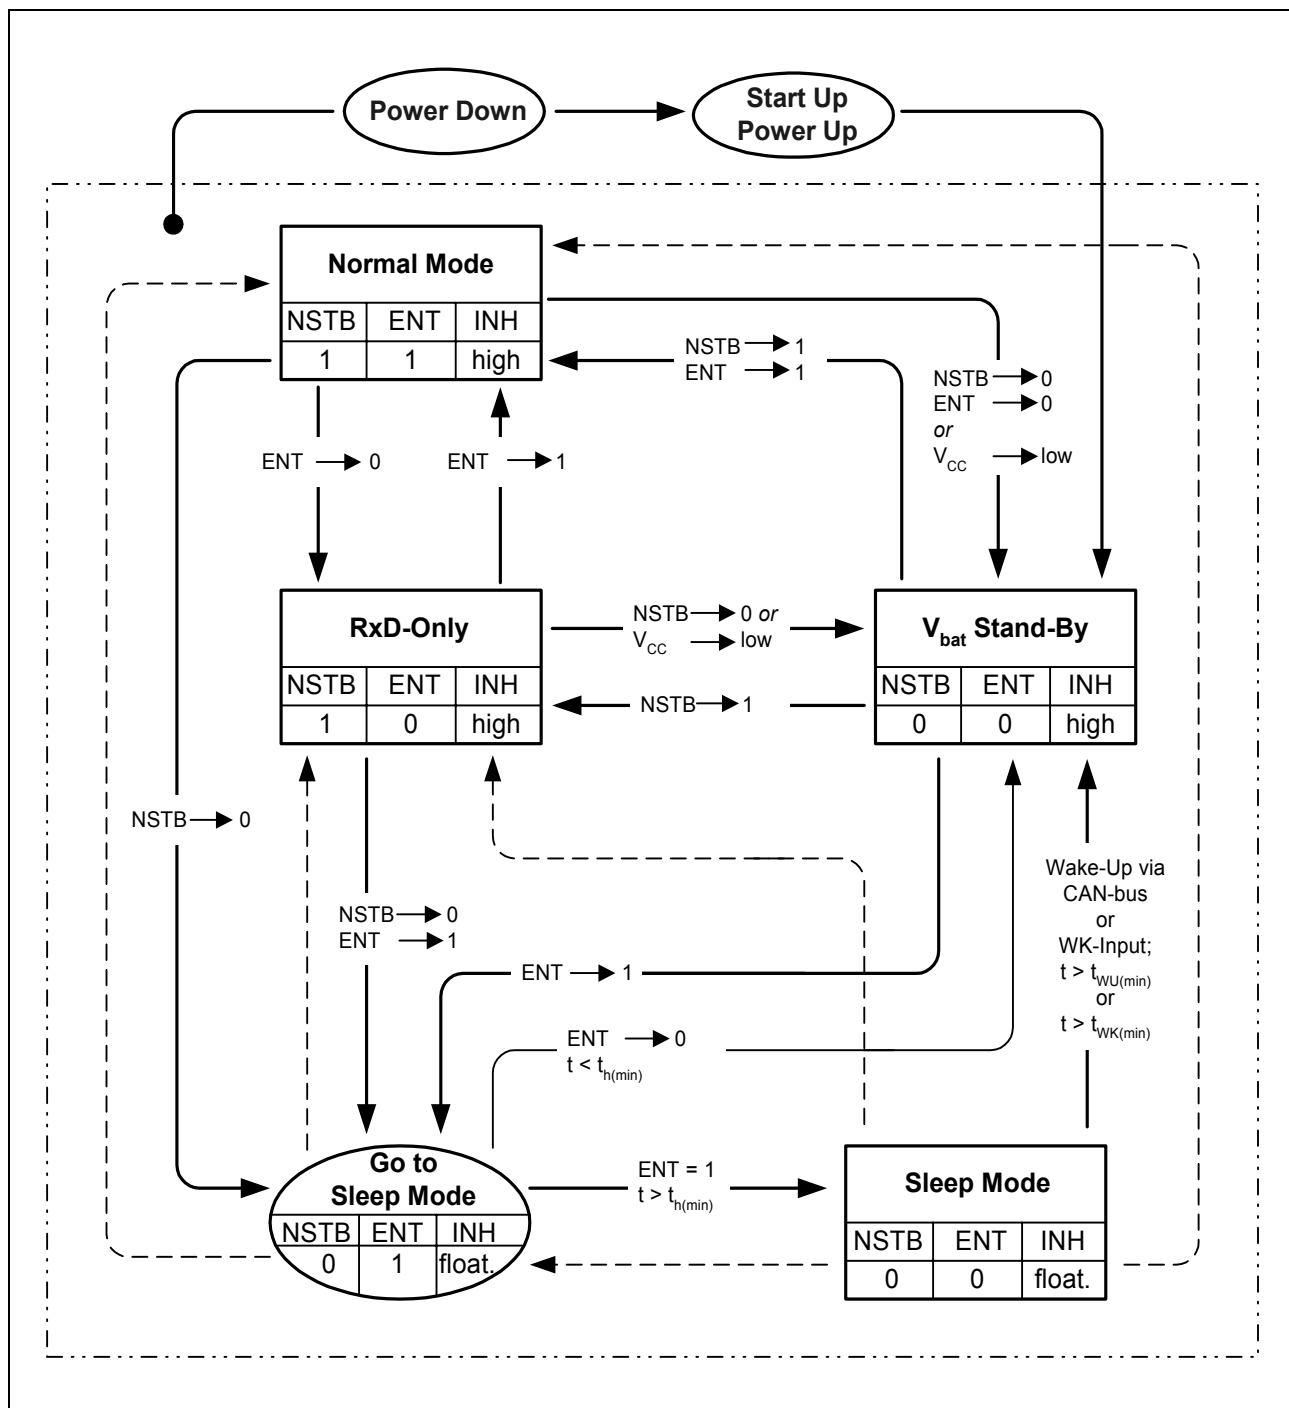 Power Down
Start Up
Power Up
Normal Mode
NSTB ENT INH
1 1 high
NSTB → 1
ENT → 1
NSTB → 0
ENT → 0
or
VCC → low
ENT → 0
ENT → 1
RxD-Only
NSTB ENT INH
1 0 high
NSTB → 0 or
VCC → low
NSTB → 1
Vbat Stand-By
NSTB ENT INH
0 0 high
NSTB → 0
NSTB → 0
ENT → 1
ENT → 1
ENT → 0
t < th(min)
Wake-Up via
CAN-bus
or
WK-Input;
t > tWU(min)
or
t > tWK(min)
Go to
Sleep Mode
NSTB ENT INH
0 1 float.
ENT = 1
t > th(min)
Sleep Mode
NSTB ENT INH
0 0 float.